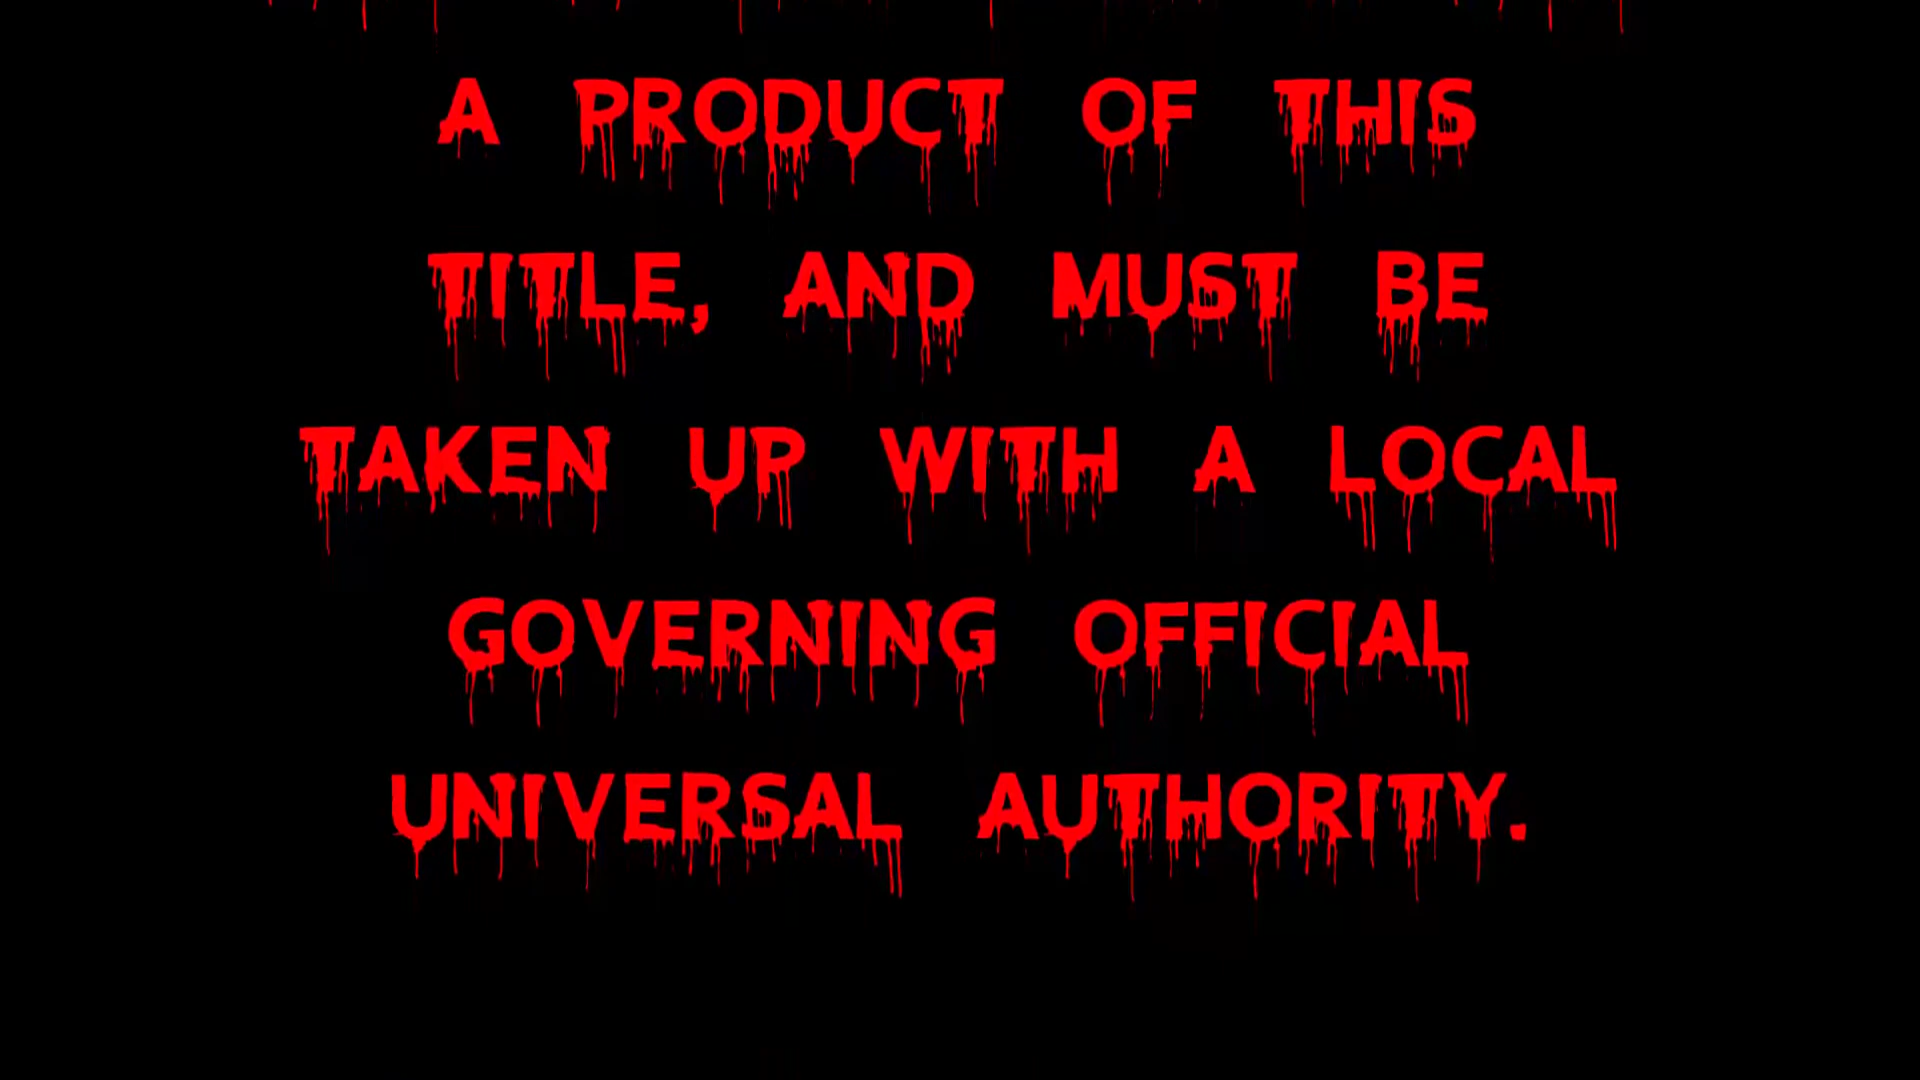 A PRODUCT OF THIS
TITLE, AND MUST BE
TAKEN UP WITH A LOCAL
GOVERNING OFFICIAL
UNIVERSAL AUTHORITY.